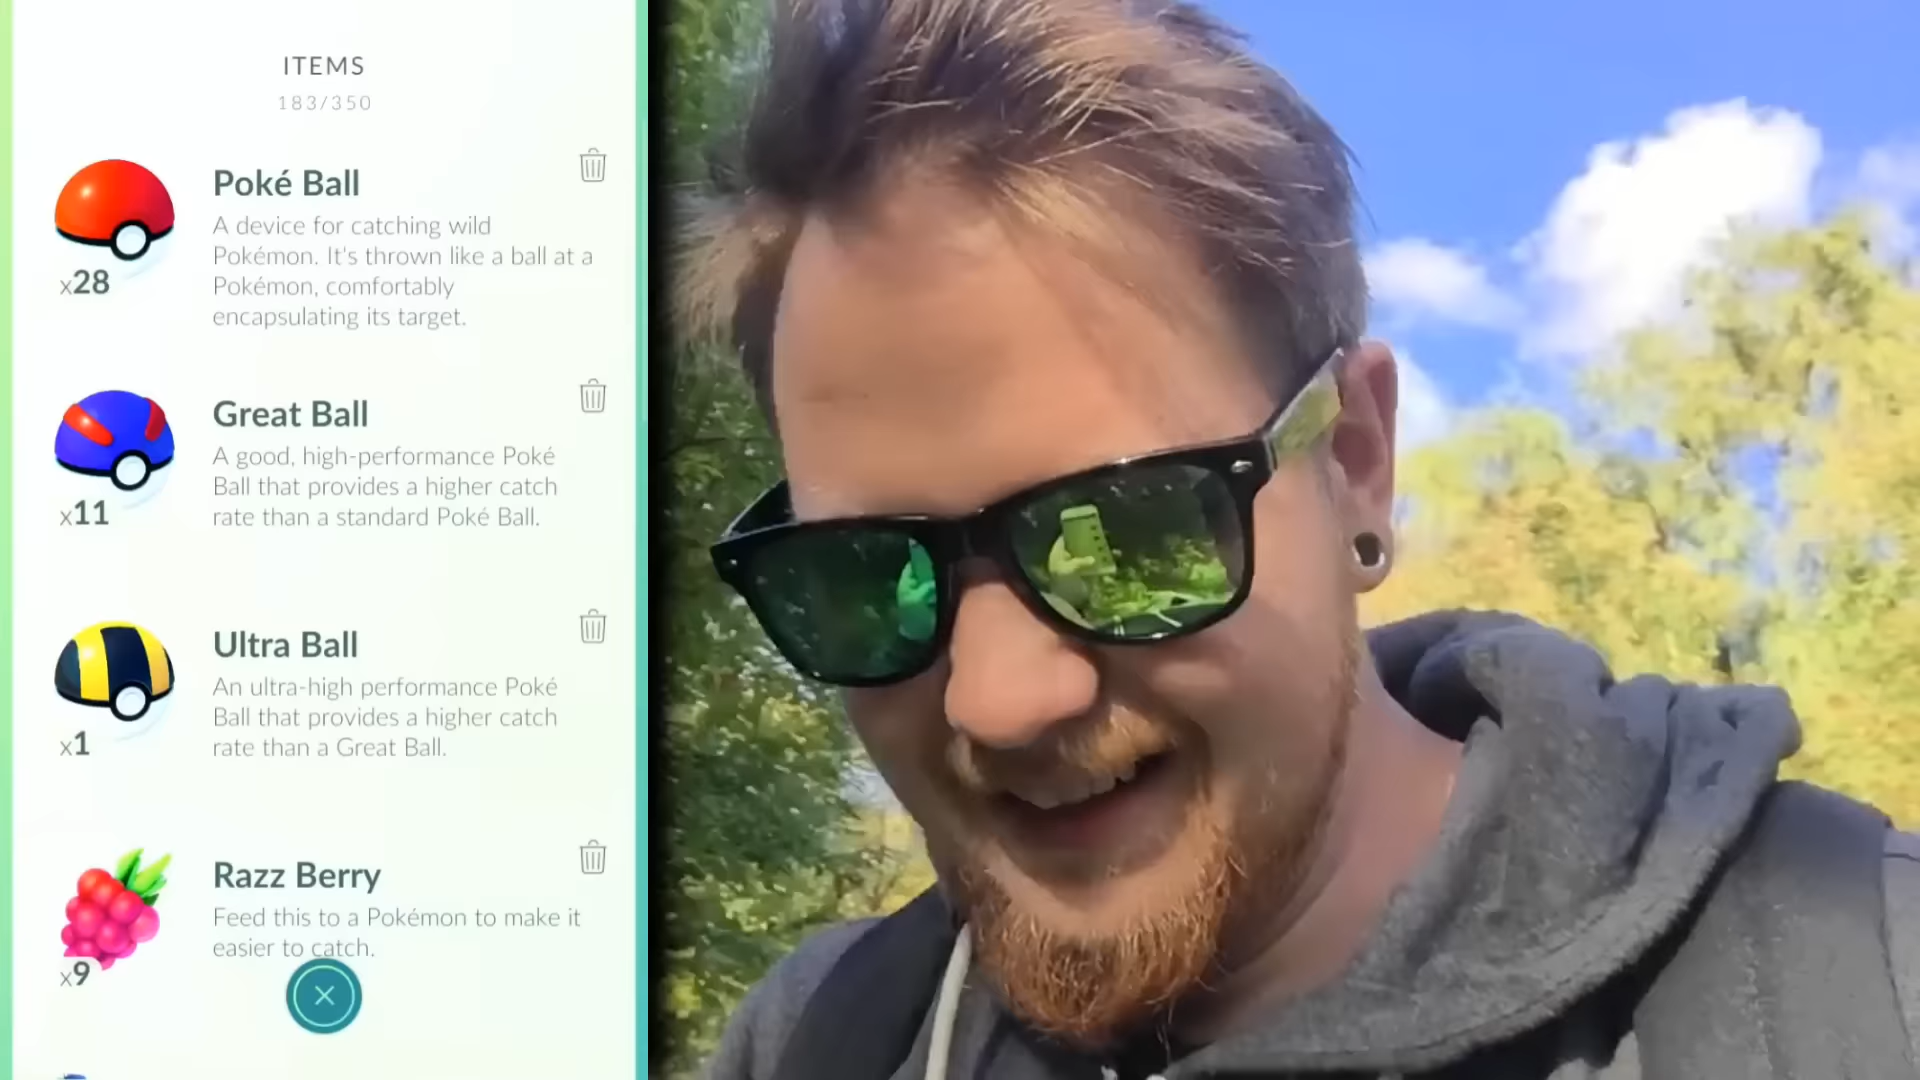 ITEMS
183/350
Poké Ball
A device for catching wild
Pokémon. It's thrown like a ball at a
Pokémon, comfortably
encapsulating its target.
x28
Great Ball
A good, high-performance Poké
Ball that provides a higher catch
rate than a standard Poké Ball.
x11
Ultra Ball
An ultra-high performance Poké
Ball that provides a higher catch
rate than a Great Ball.
x1
Razz Berry
Feed this to a Pokémon to make it
easier to catch.
x9